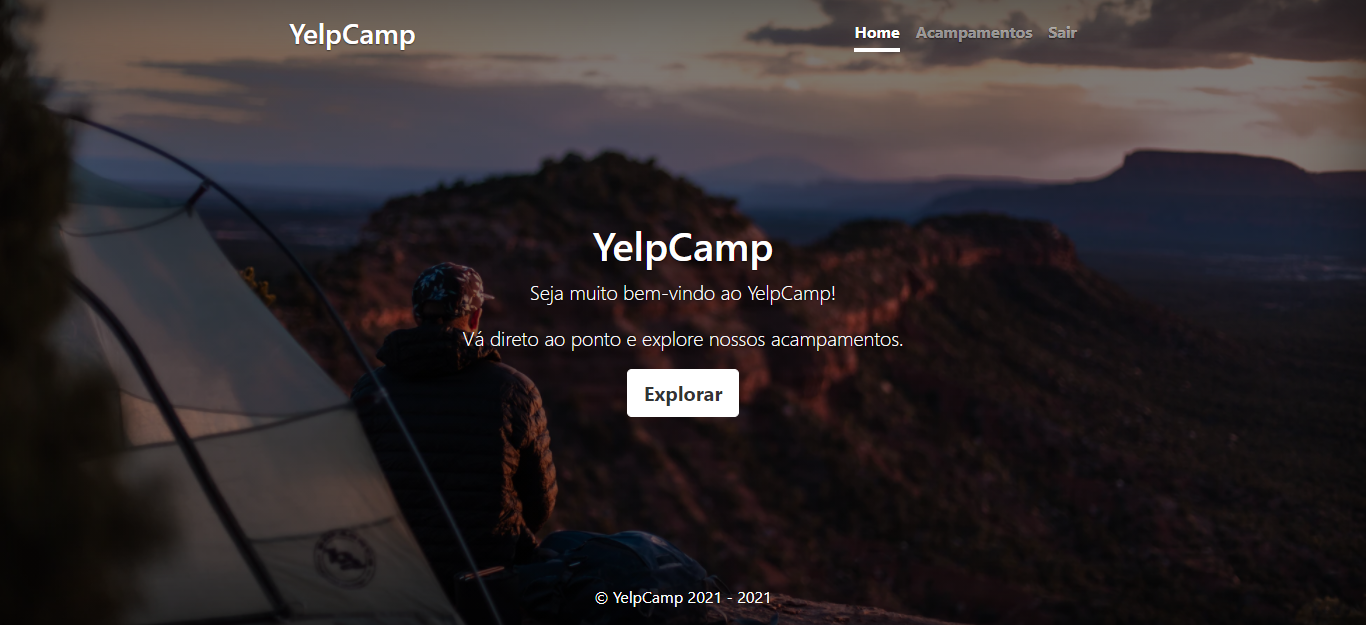 YelpCamp
Home Acampamentos Sair
YelpCamp
Seja muito bem-vindo ao YelpCamp!
Vá direto ao ponto e explore nossos acampamentos.
Explorar
© YelpCamp 2021 - 2021